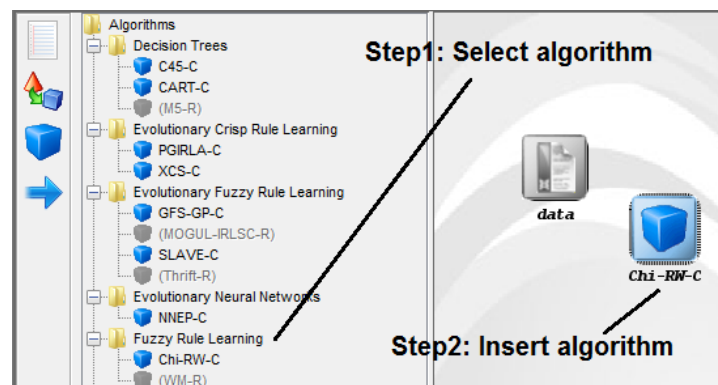 Algorithms
Decision Trees
C45-C
CART-C
(M5-R)
Evolutionary Crisp Rule Learning
PGIRLA-C
XCS-C
Evolutionary Fuzzy Rule Learning
GFS-GP-C
(MOGUL-IRLSC-R)
SLAVE-C
(Thrift-R)
Evolutionary Neural Networks
NNEP-C
Fuzzy Rule Learning
Chi-RW-C
(WM-R)
Step1: Select algorithm
data
Chi-RW-C
Step2: Insert algorithm